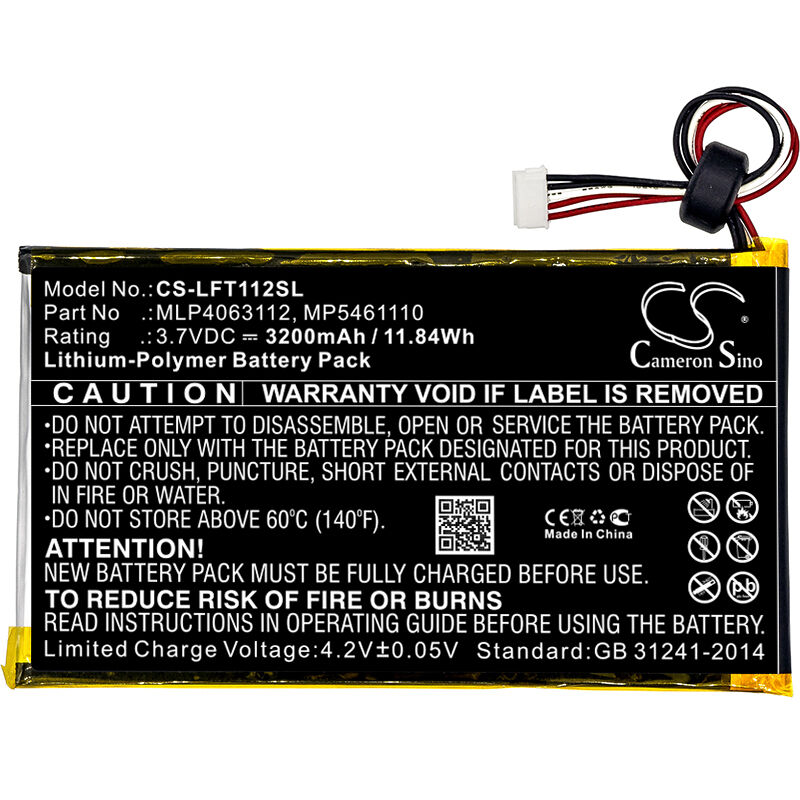 Model No.:CS-LFT112SL
Part No .:MLP4063112, MP5461110
Rating .:3.7VDC ⎓ 3200mAh / 11.84Wh
Lithium-Polymer Battery Pack
CS
Cameron Sino
CAUTION WARRANTY VOID IF LABEL IS REMOVED
•DO NOT ATTEMPT TO DISASSEMBLE, OPEN OR SERVICE THE BATTERY PACK.
•REPLACE ONLY WITH THE BATTERY PACK DESIGNATED FOR THIS PRODUCT.
•DO NOT CRUSH, PUNCTURE, SHORT EXTERNAL CONTACTS OR DISPOSE OF
IN FIRE OR WATER.
•DO NOT STORE ABOVE 60°C (140°F).
CE
Made In China
ATTENTION!
NEW BATTERY PACK MUST BE FULLY CHARGED BEFORE USE
TO REDUCE RISK OF FIRE OR BURNS
READ INSTRUCTIONS IN OPERATING GUIDE BEFORE USING BATTERY
Pb
Limited Charge Voltage:4.2V±0.05V Standard:GB 31241-2014